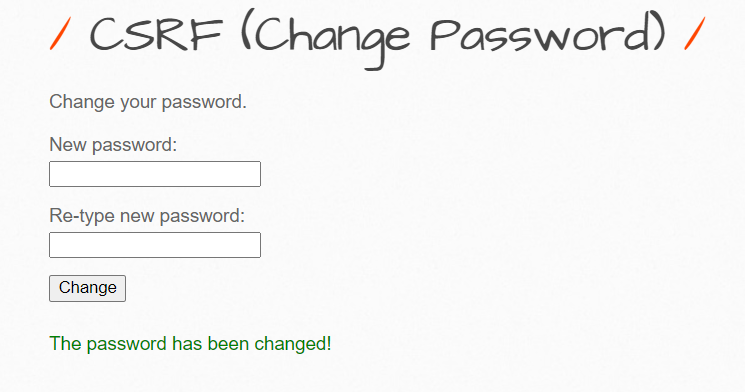 / CSRF (Change Password) /
Change your password.
New password:
Re-type new password:
Change
The password has been changed!